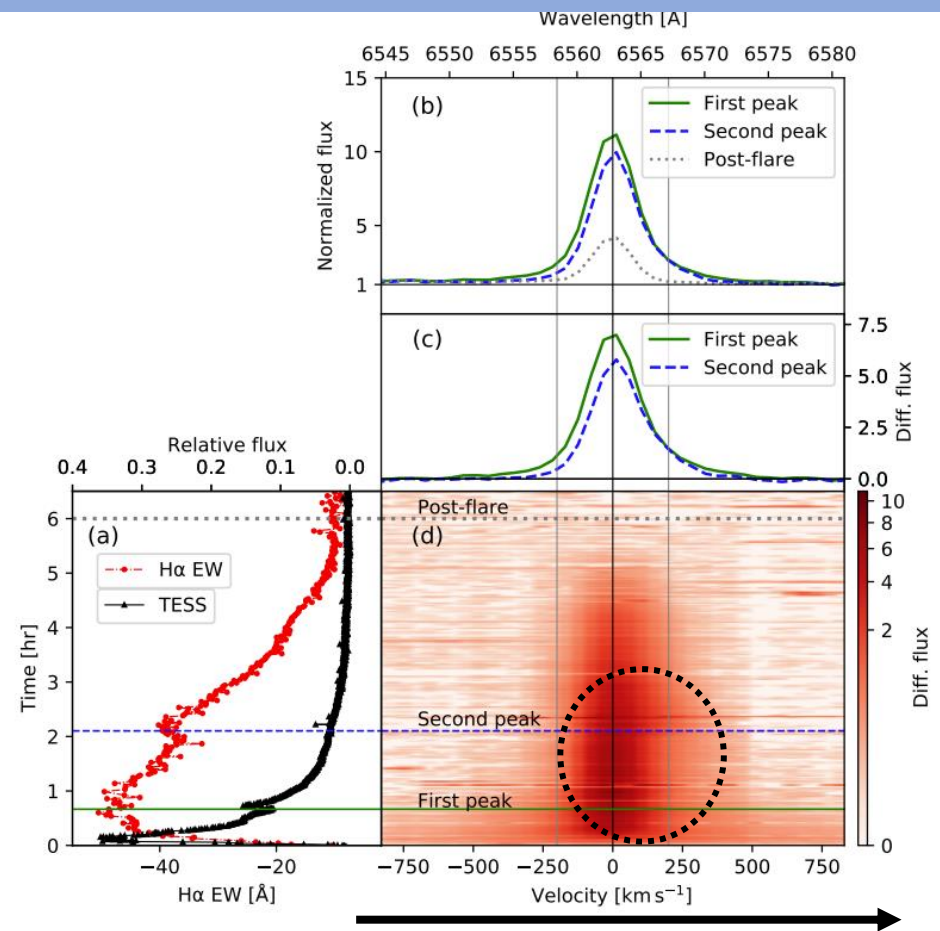 Wavelength [Å]
6545 6550 6555 6560 6565 6570 6575 6580
15
10
5
1
Normalized flux
(b)
First peak
Second peak
Post-flare
(c)
First peak
Second peak
7.5
5.0
2.5
0.0
Diff. flux
Relative flux
0.4 0.3 0.2 0.1 0.0
6
5
4
3
2
1
0
Time [hr]
(a)
Hα EW
TESS
−40 −20
Hα EW [Å]
Post-flare
(d)
Second peak
First peak
−750 −500 −250 0 250 500 750
Velocity [km s⁻¹]
10
8
6
4
2
0
Diff. flux